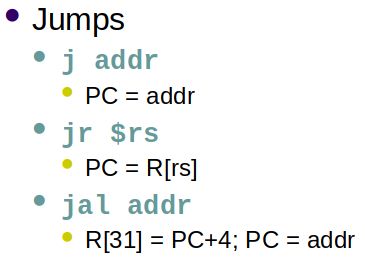 Jumps
j addr
PC = addr
jr $rs
PC = R[rs]
jal addr
R[31] = PC+4; PC = addr